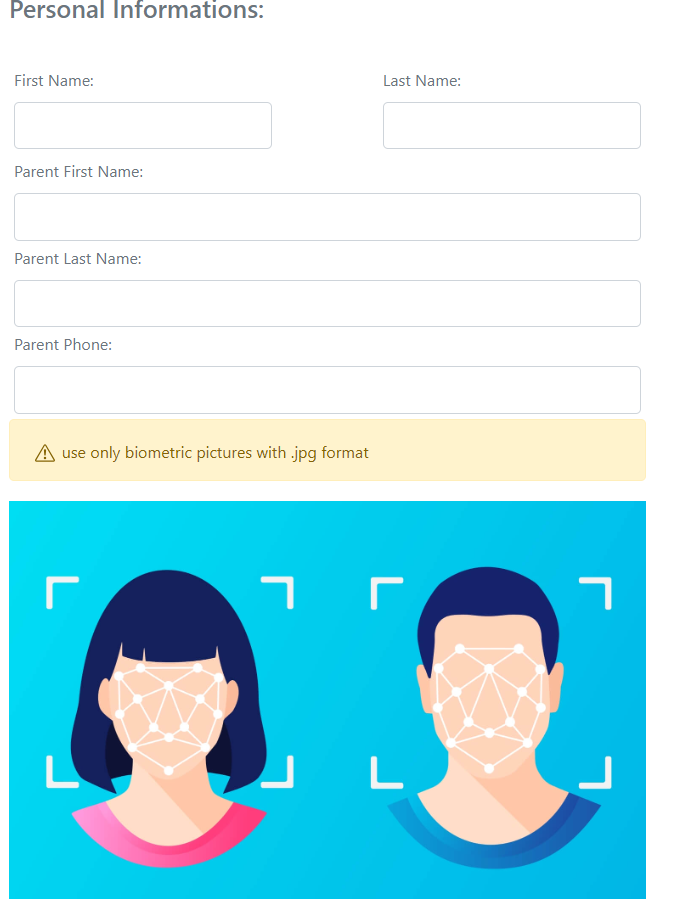 Personal Informations:
First Name:
Last Name:
Parent First Name:
Parent Last Name:
Parent Phone:
use only biometric pictures with .jpg format